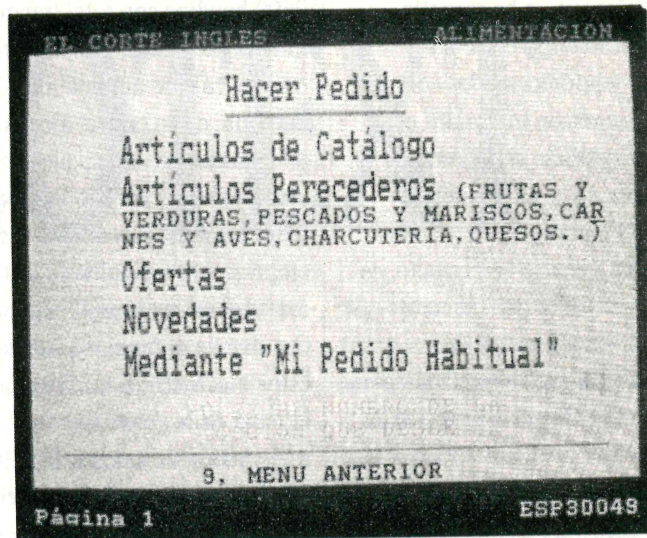 EL CORTE INGLES
ALIMENTACION
Hacer Pedido
Artículos de Catálogo
Artículos Perecederos (FRUTAS Y
VERDURAS,PESCADOS Y MARISCOS,CAR
NES Y AVES,CHARCUTERIA,QUESOS..)
Ofertas
Novedades
Mediante "Mi Pedido Habitual"
9. MENU ANTERIOR
Página 1
ESP30049